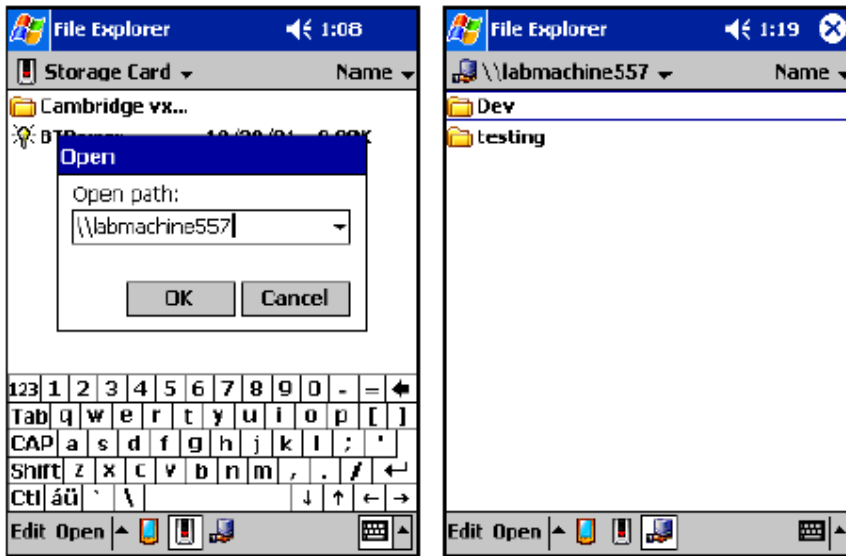 File Explorer 1:08
Storage Card Name
Cambridge vx...
Open
Open path:
\\labmachine557
OK Cancel
123 1 2 3 4 5 6 7 8 9 0 - =
Tab q w e r t y u i o p [ ]
CAP a s d f g h j k l ; '
Shift z x c v b n m , . /
Ctl áü ` \
Edit Open
File Explorer 1:19
\\labmachine557 Name
Dev
testing
Edit Open